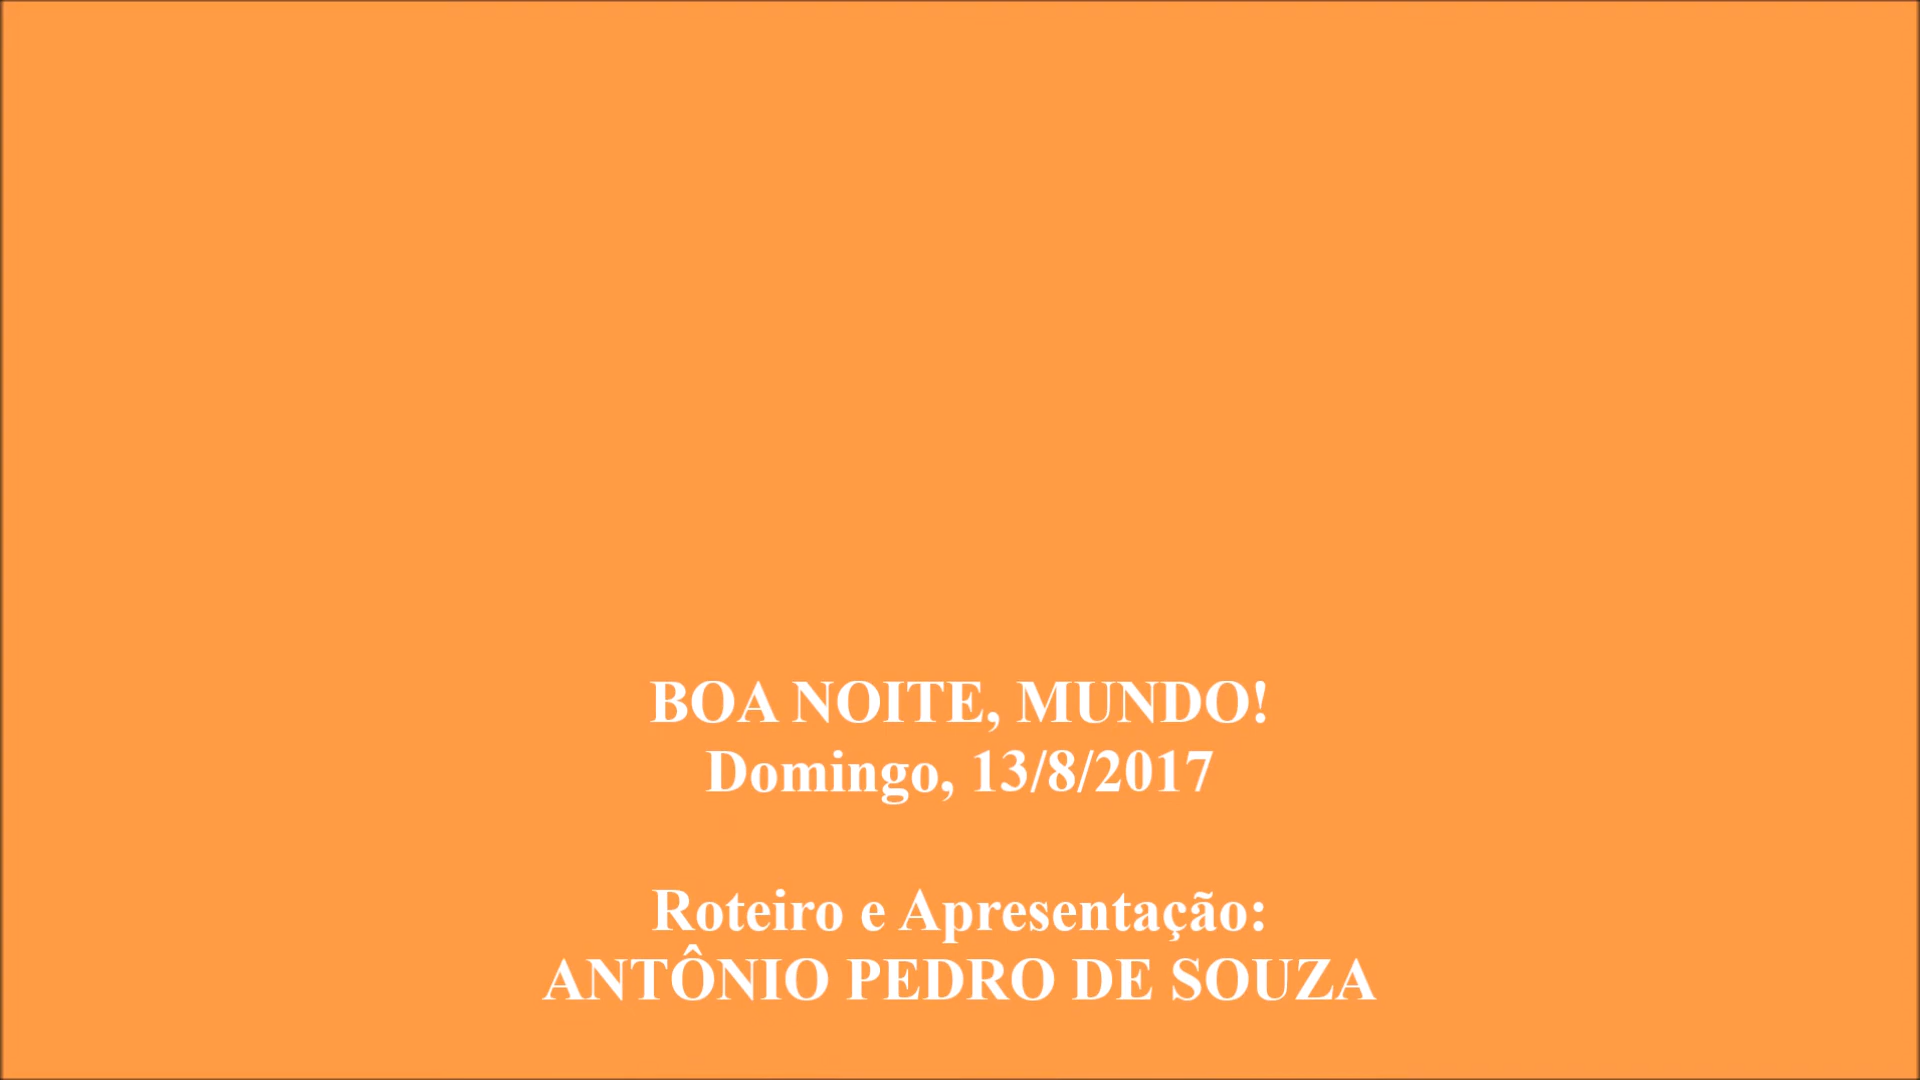 BOA NOITE, MUNDO!
Domingo, 13/8/2017
Roteiro e Apresentação:
ANTÔNIO PEDRO DE SOUZA